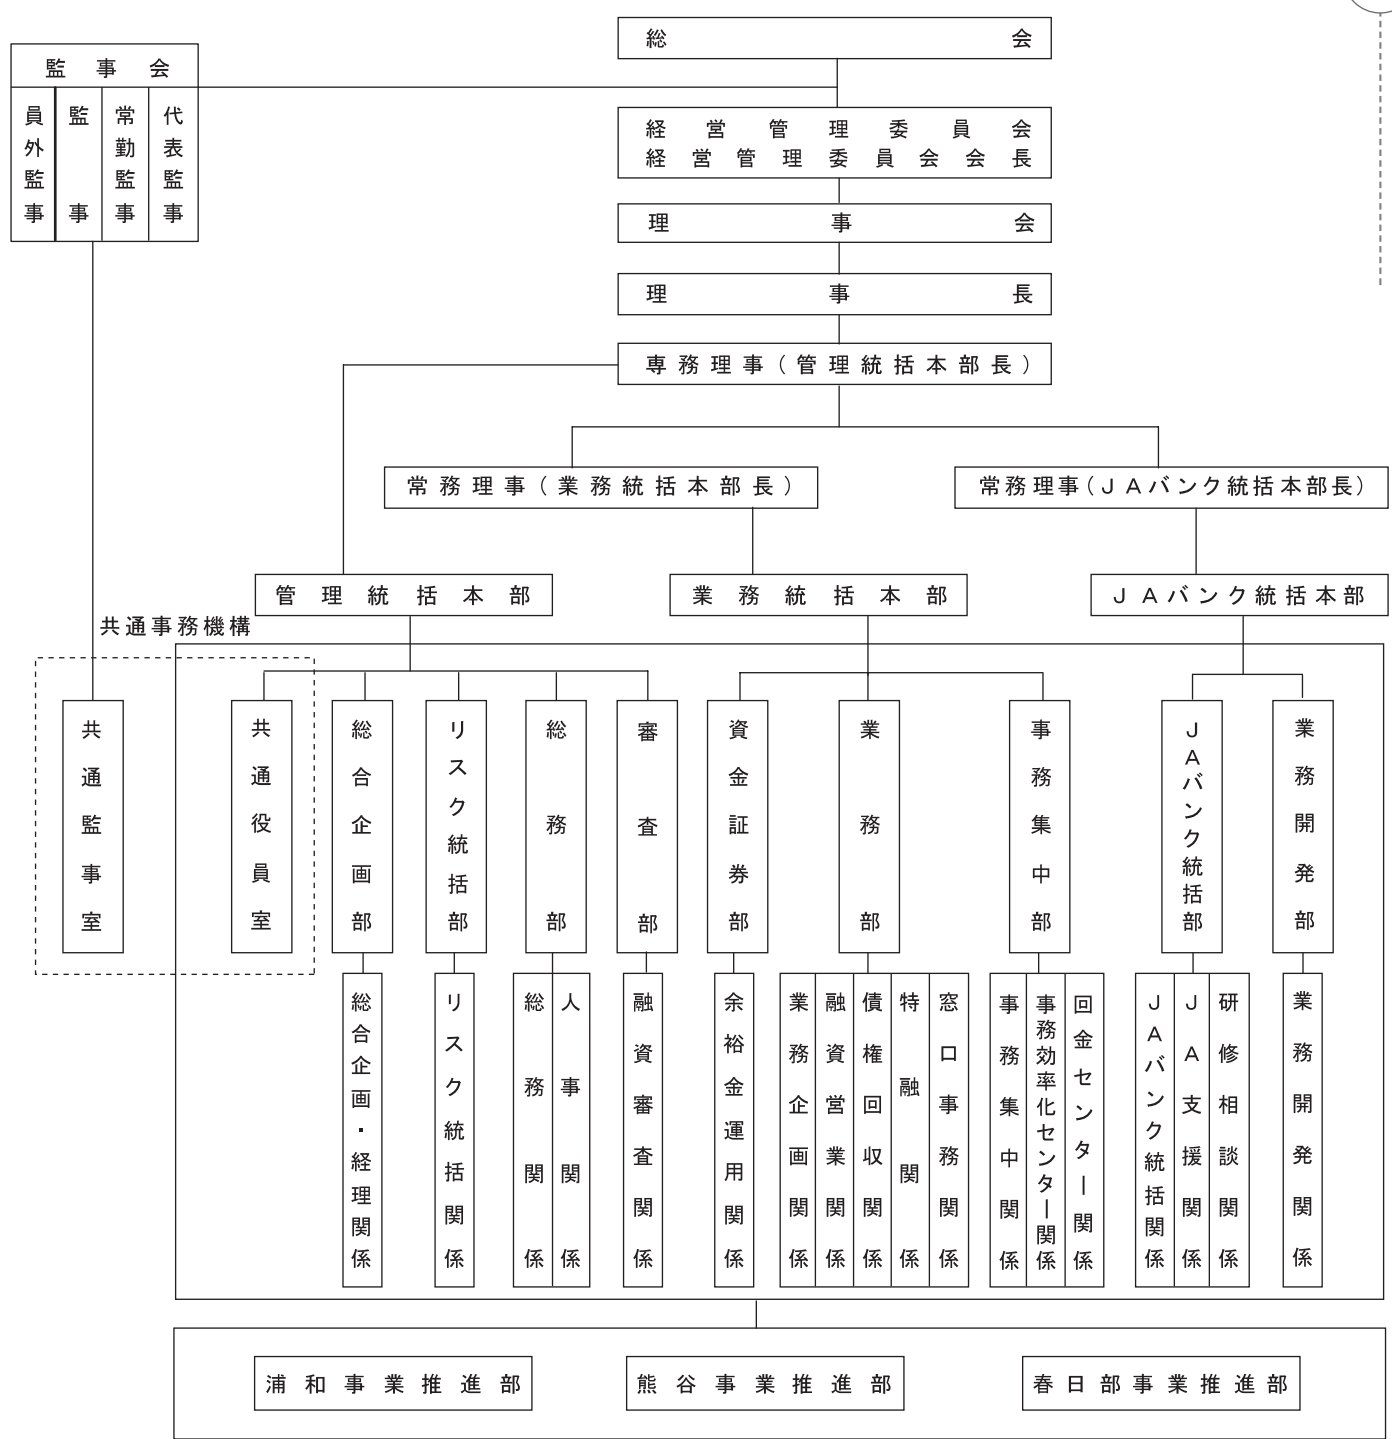 総会
監事会
員外監事
監事
常勤監事
代表監事
経営管理委員会
経営管理委員会会長
理事会
理事長
専務理事(管理統括本部長)
常務理事(業務統括本部長)
常務理事(JAバンク統括本部長)
管理統括本部
業務統括本部
JAバンク統括本部
共通事務機構
共通監事室
共通役員室
総合企画部
リスク統括部
総務部
審査部
資金証券部
業務部
事務集中部
JAバンク統括部
業務開発部
総合企画・経理関係
リスク統括関係
総務関係
人事関係
融資審査関係
余裕金運用関係
業務企画関係
融資営業関係
債権回収関係
特融関係
窓口事務関係
事務集中関係
事務効率化センター関係
回金センター関係
JAバンク統括関係
JA支援関係
研修相談関係
業務開発関係
浦和事業推進部
熊谷事業推進部
春日部事業推進部